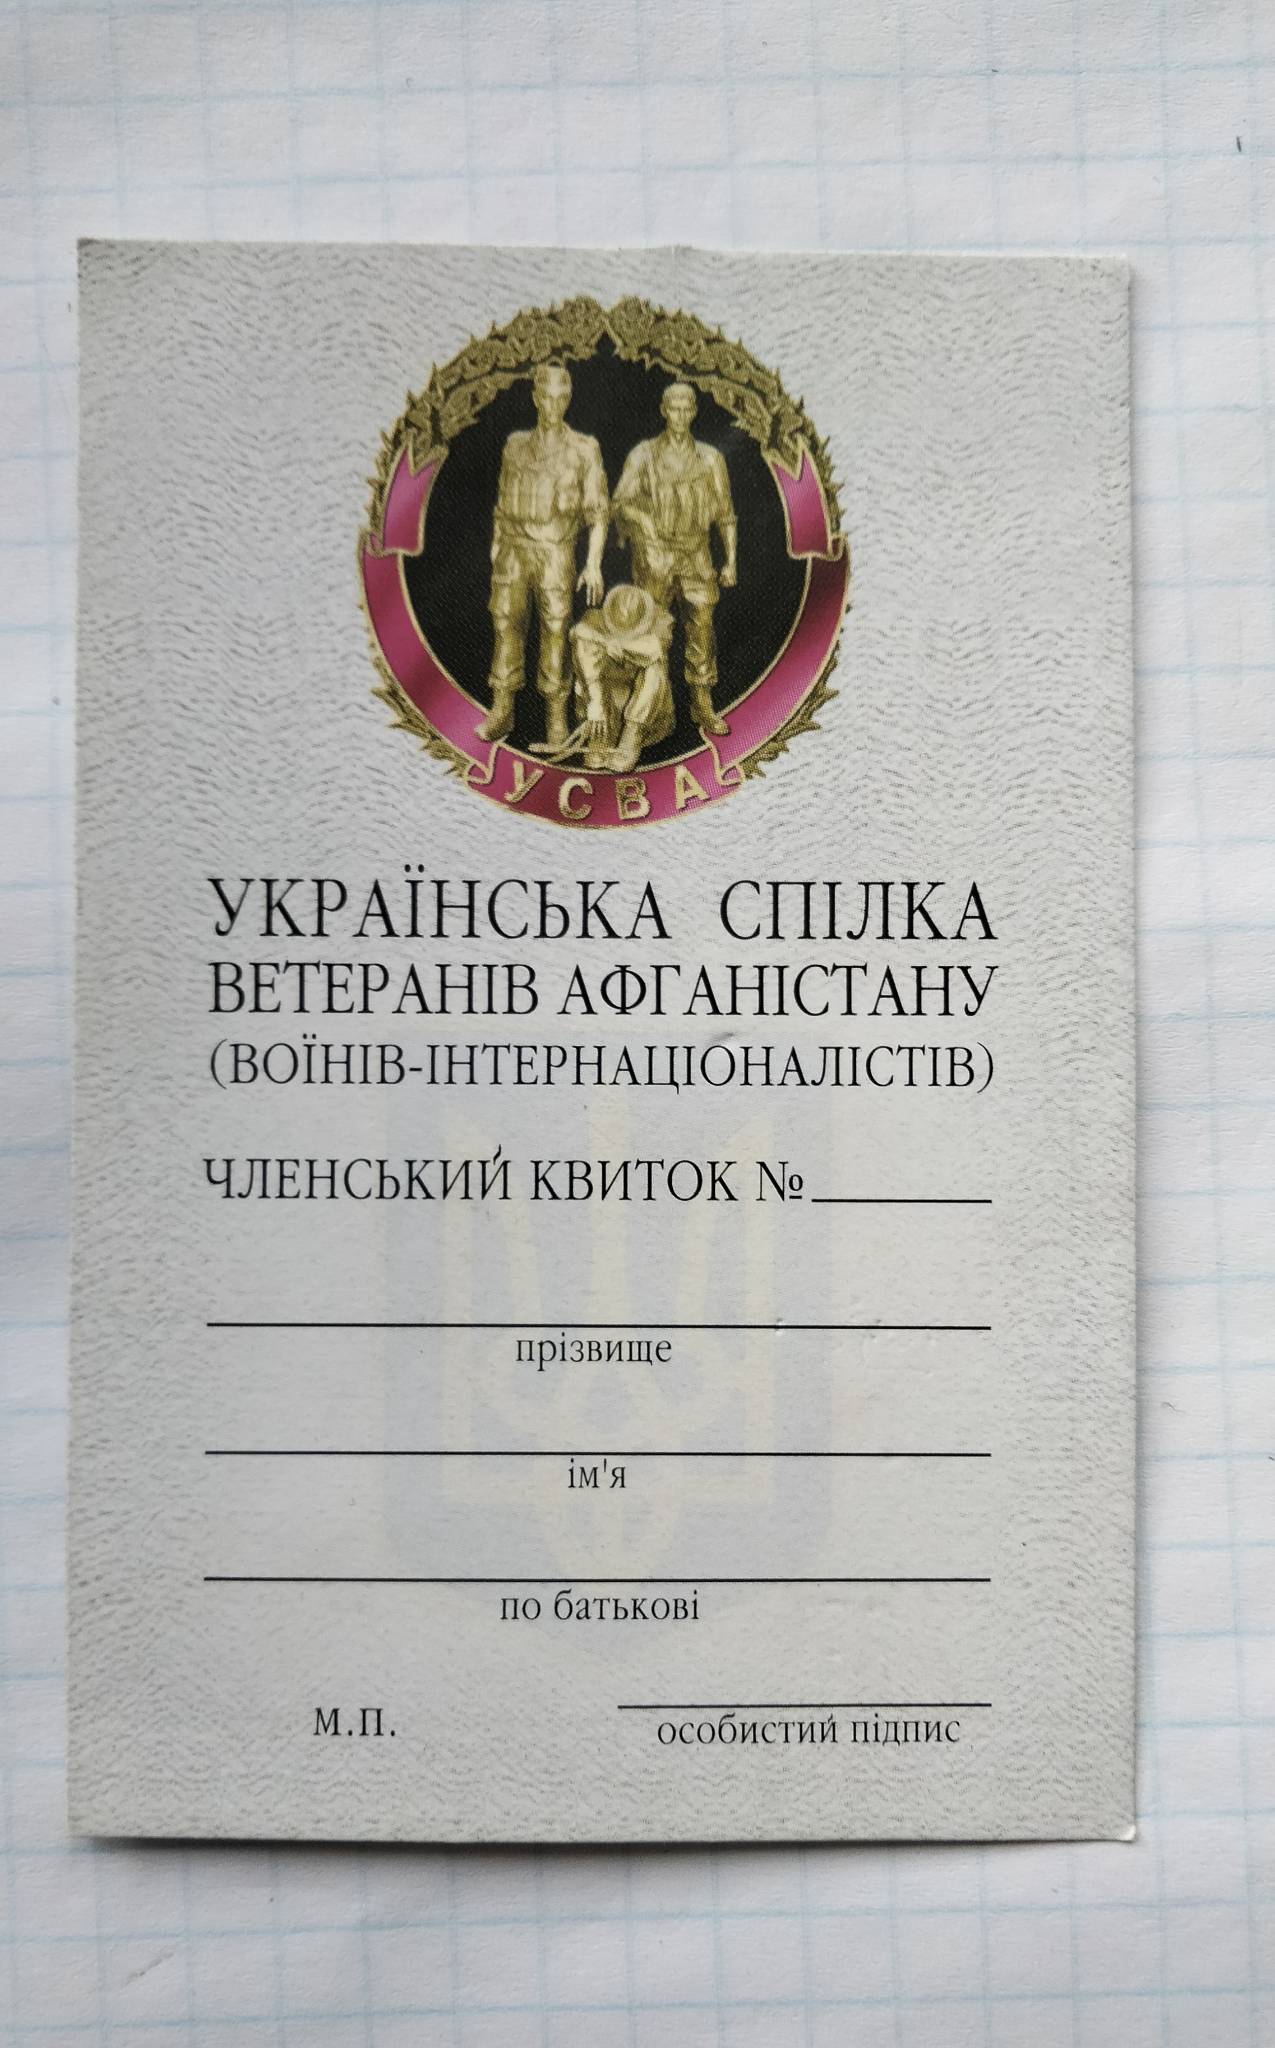 УСВА
УКРАЇНСЬКА СПІЛКА
ВЕТЕРАНІВ АФГАНІСТАНУ
(ВОЇНІВ-ІНТЕРНАЦІОНАЛІСТІВ)
ЧЛЕНСЬКИЙ КВИТОК №
прізвище
ім'я
по батькові
М.П.
особистий підпис